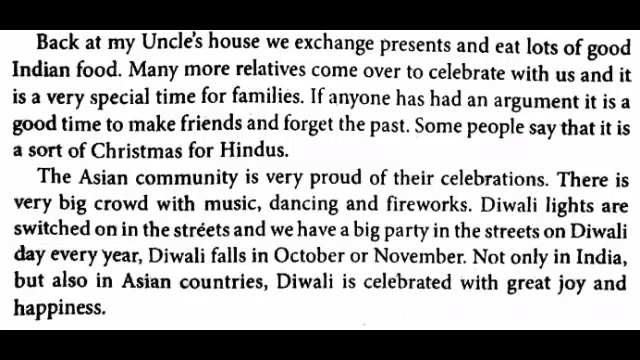 Back at my Uncle's house we exchange presents and eat lots of good
Indian food. Many more relatives come over to celebrate with us and it
is a very special time for families. If anyone has had an argument it is a
good time to make friends and forget the past. Some people say that it is
a sort of Christmas for Hindus.
The Asian community is very proud of their celebrations. There is
very big crowd with music, dancing and fireworks. Diwali lights are
switched on in the stréets and we have a big party in the streets on Diwali
day every year, Diwali falls in October or November. Not only in India,
but also in Asian countries, Diwali is celebrated with great joy and
happiness.